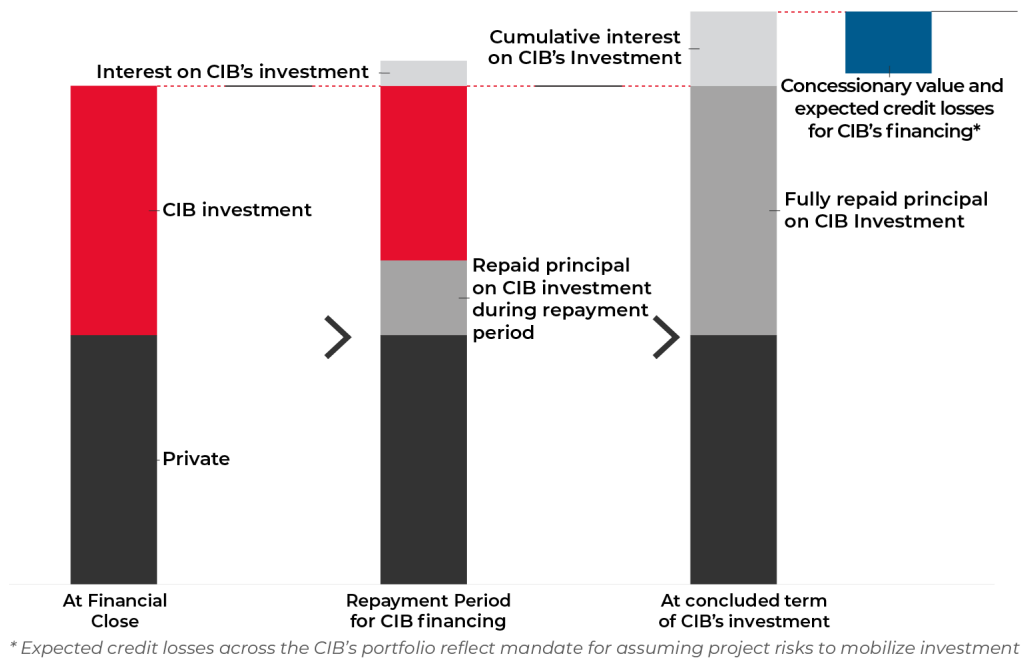 Cumulative interest
on CIB's Investment
Interest on CIB's investment
Concessionary value and
expected credit losses
for CIB's financing*
CIB investment
Fully repaid principal
on CIB Investment
Repaid principal
on CIB investment
during repayment
period
Private
At Financial
Close
Repayment Period
for CIB financing
At concluded term
of CIB's investment
* Expected credit losses across the CIB's portfolio reflect mandate for assuming project risks to mobilize investment